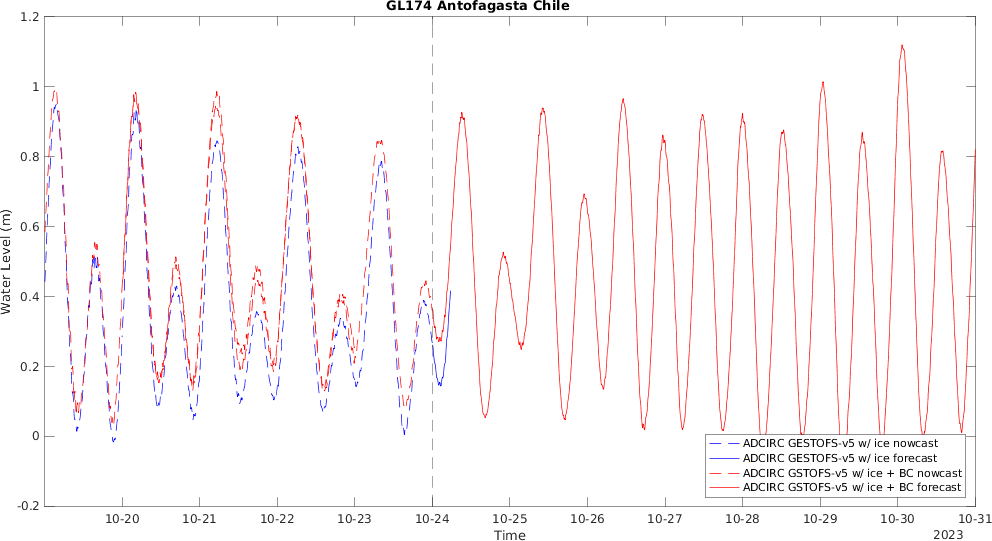 GL174 Antofagasta Chile
1.2
1
0.8
0.6
0.4
0.2
0
-0.2
Water Level (m)
ADCIRC GESTOFS-v5 w/ ice nowcast
ADCIRC GESTOFS-v5 w/ ice forecast
ADCIRC GSTOFS-v5 w/ ice + BC nowcast
ADCIRC GSTOFS-v5 w/ ice + BC forecast
10-20 10-21 10-22 10-23 10-24 10-25 10-26 10-27 10-28 10-29 10-30 10-31
Time
2023